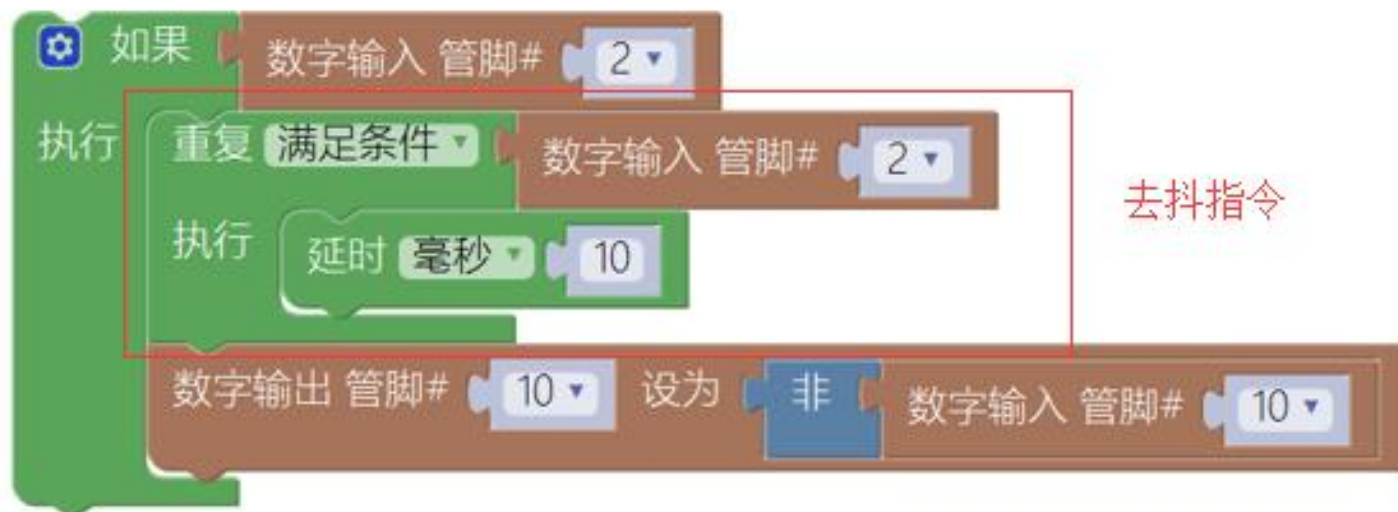 如果 数字输入 管脚# 2
执行 重复 满足条件 数字输入 管脚# 2
去抖指令
执行 延时 毫秒 10
数字输出 管脚# 10 设为 非 数字输入 管脚# 10